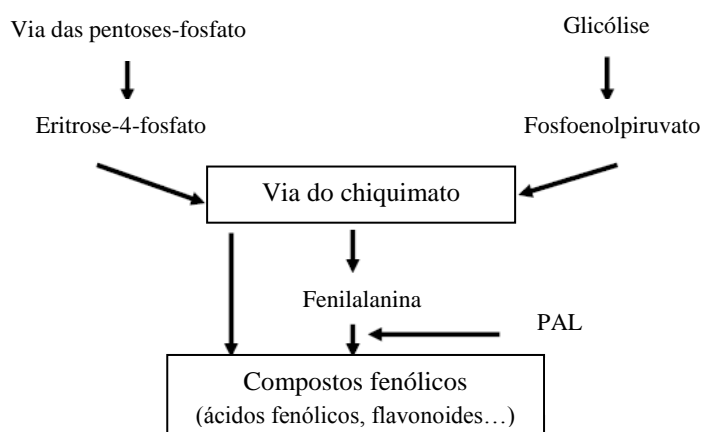 Via das pentoses-fosfato
Glicólise
Eritrose-4-fosfato
Fosfoenolpiruvato
Via do chiquimato
Fenilalanina
PAL
Compostos fenólicos
(ácidos fenólicos, flavonoides…)